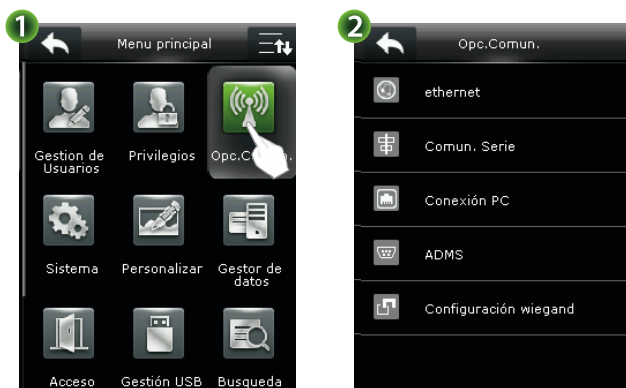 1
Menu principal
Gestion de
Usuarios
Privilegios
Opc.C
n.
Sistema
Personalizar
Gestor de
datos
Acceso
Gestión USB
Busqueda
2
Opc.Comun.
ethernet
Comun. Serie
Conexión PC
ADMS
Configuración wiegand